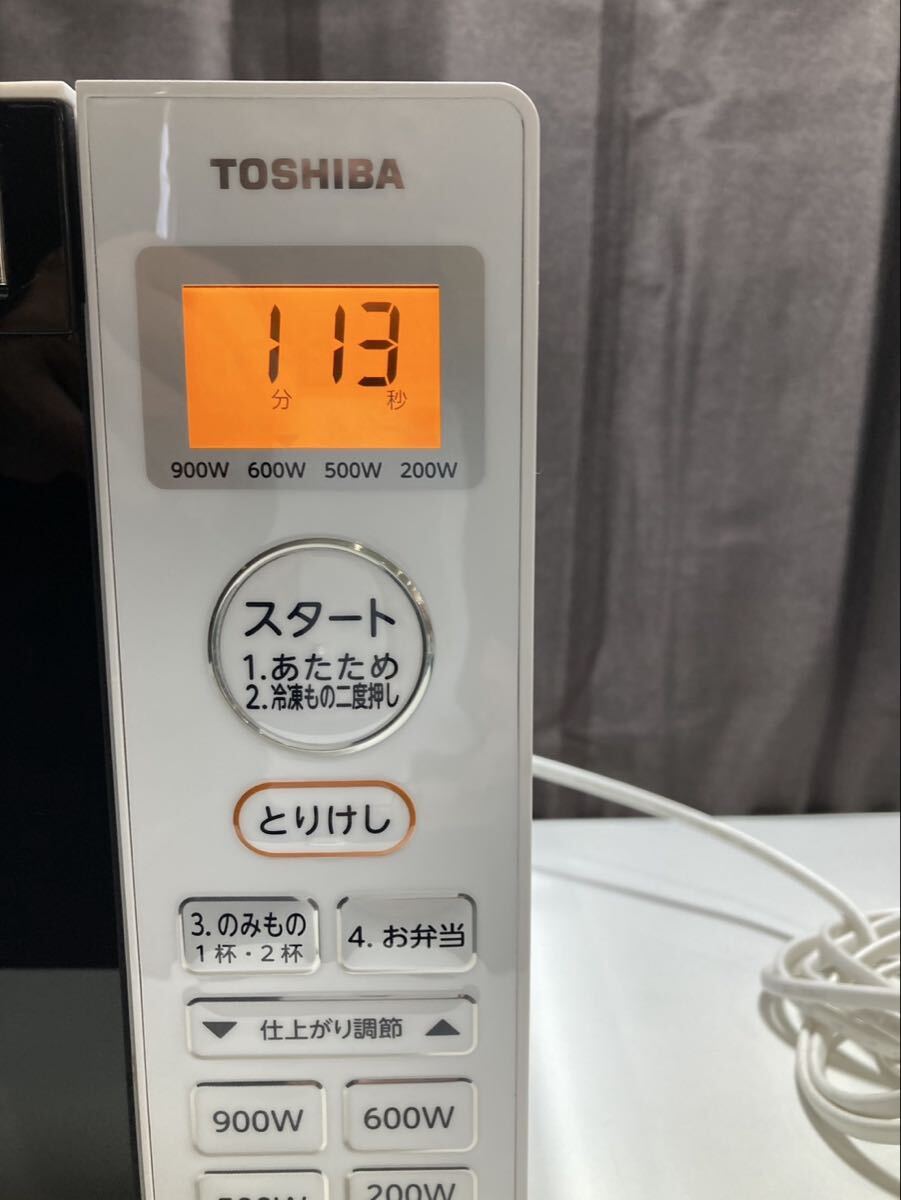 TOSHIBA
1 13
分 秒
900W 600W 500W 200W
スタート
1.あたため
2.冷凍もの二度押し
とりけし
3.のみもの
1杯・2杯
4.お弁当
▼ 仕上がり調節 ▲
900W 600W
500W 200W